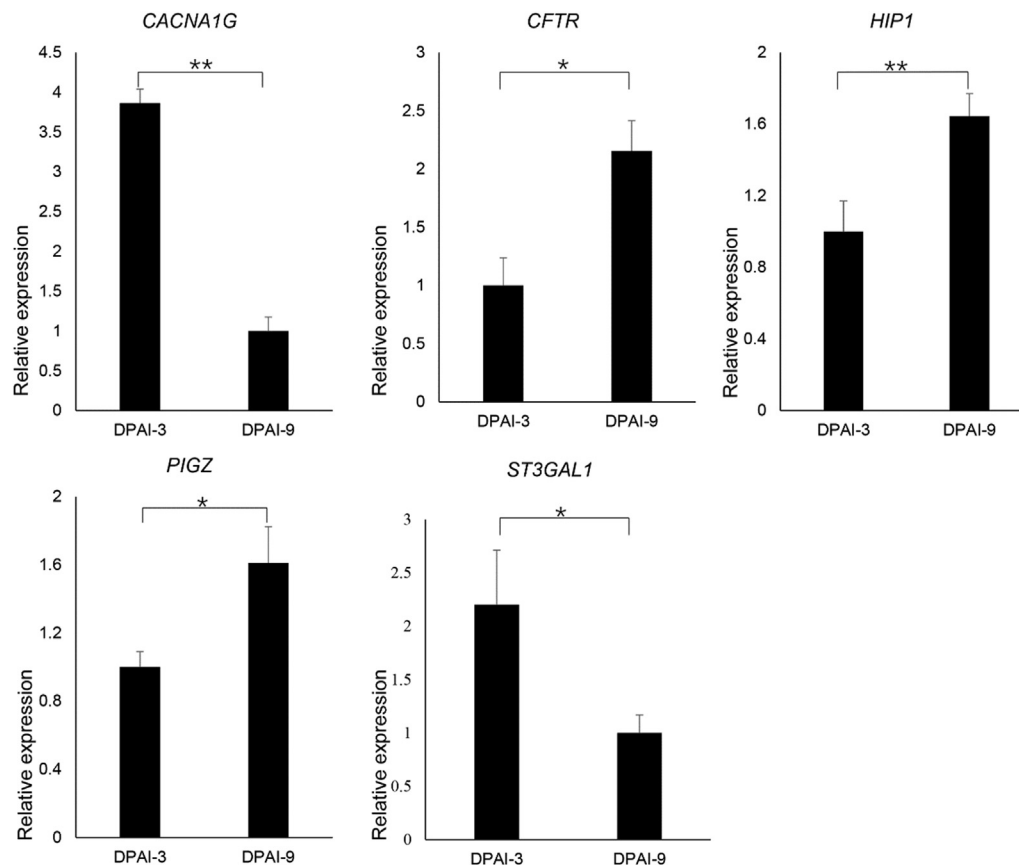 CACNA1G
**
Relative expression
4.5
4
3.5
3
2.5
2
1.5
1
0.5
0
DPAI-3 DPAI-9
CFTR
*
Relative expression
3
2.5
2
1.5
1
0.5
0
DPAI-3 DPAI-9
HIP1
**
Relative expression
2
1.6
1.2
0.8
0.4
0
DPAI-3 DPAI-9
PIGZ
*
Relative expression
2
1.6
1.2
0.8
0.4
0
DPAI-3 DPAI-9
ST3GAL1
*
Relative expression
3
2.5
2
1.5
1
0.5
0
DPAI-3 DPAI-9